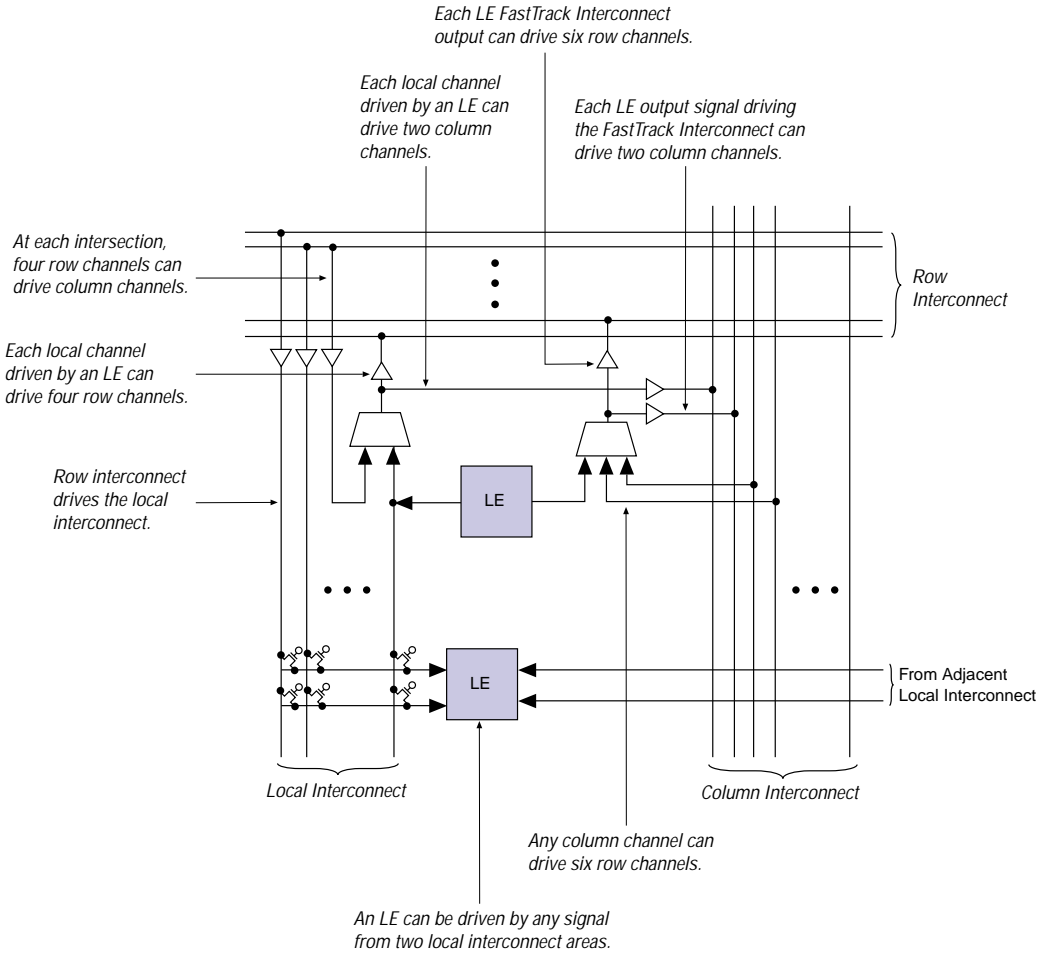 Each LE FastTrack Interconnect
output can drive six row channels.
Each local channel
driven by an LE can
drive two column
channels.
Each LE output signal driving
the FastTrack Interconnect can
drive two column channels.
At each intersection,
four row channels can
drive column channels.
Row
Interconnect
Each local channel
driven by an LE can
drive four row channels.
Row interconnect
drives the local
interconnect.
LE
LE
From Adjacent
Local Interconnect
Local Interconnect
Column Interconnect
Any column channel can
drive six row channels.
An LE can be driven by any signal
from two local interconnect areas.